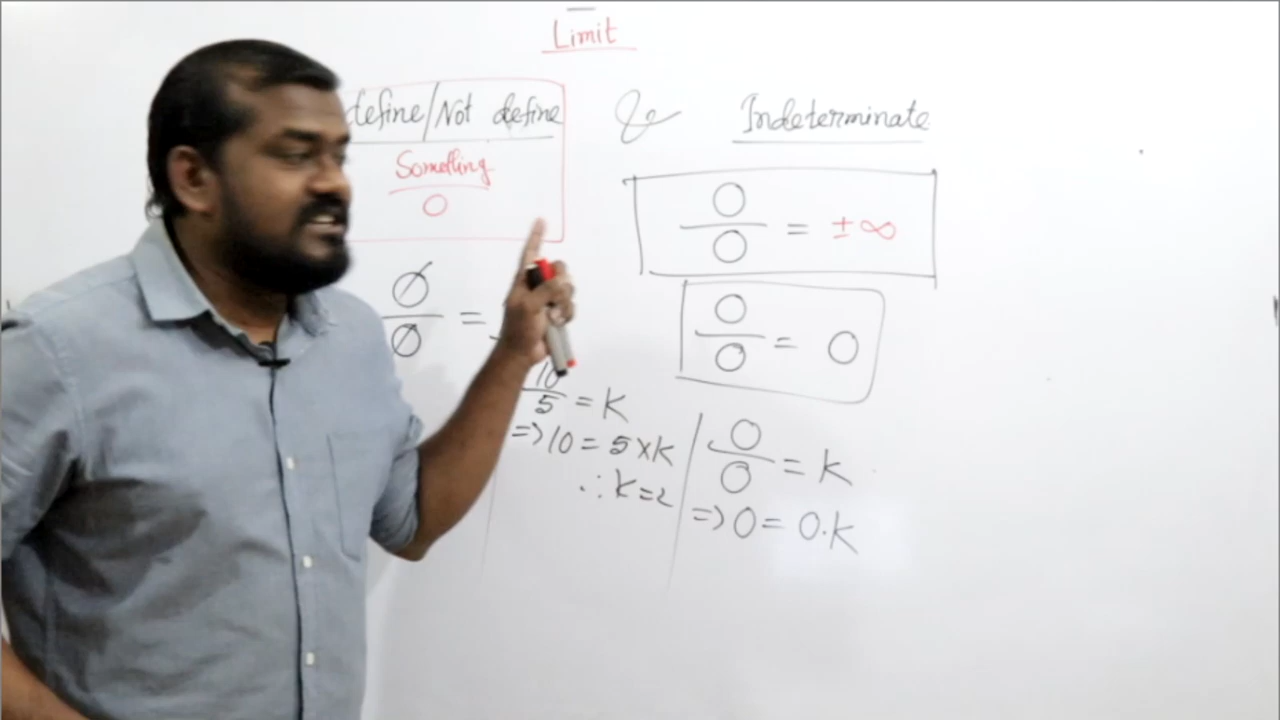 Limit
define/Not define & Indeterminate
Something
0
0/0 = ±∞
0/0 =
0/0 = 0
10/5 = K
=> 10 = 5 × K
∴ K = 2
0/0 = K
=> 0 = 0.K